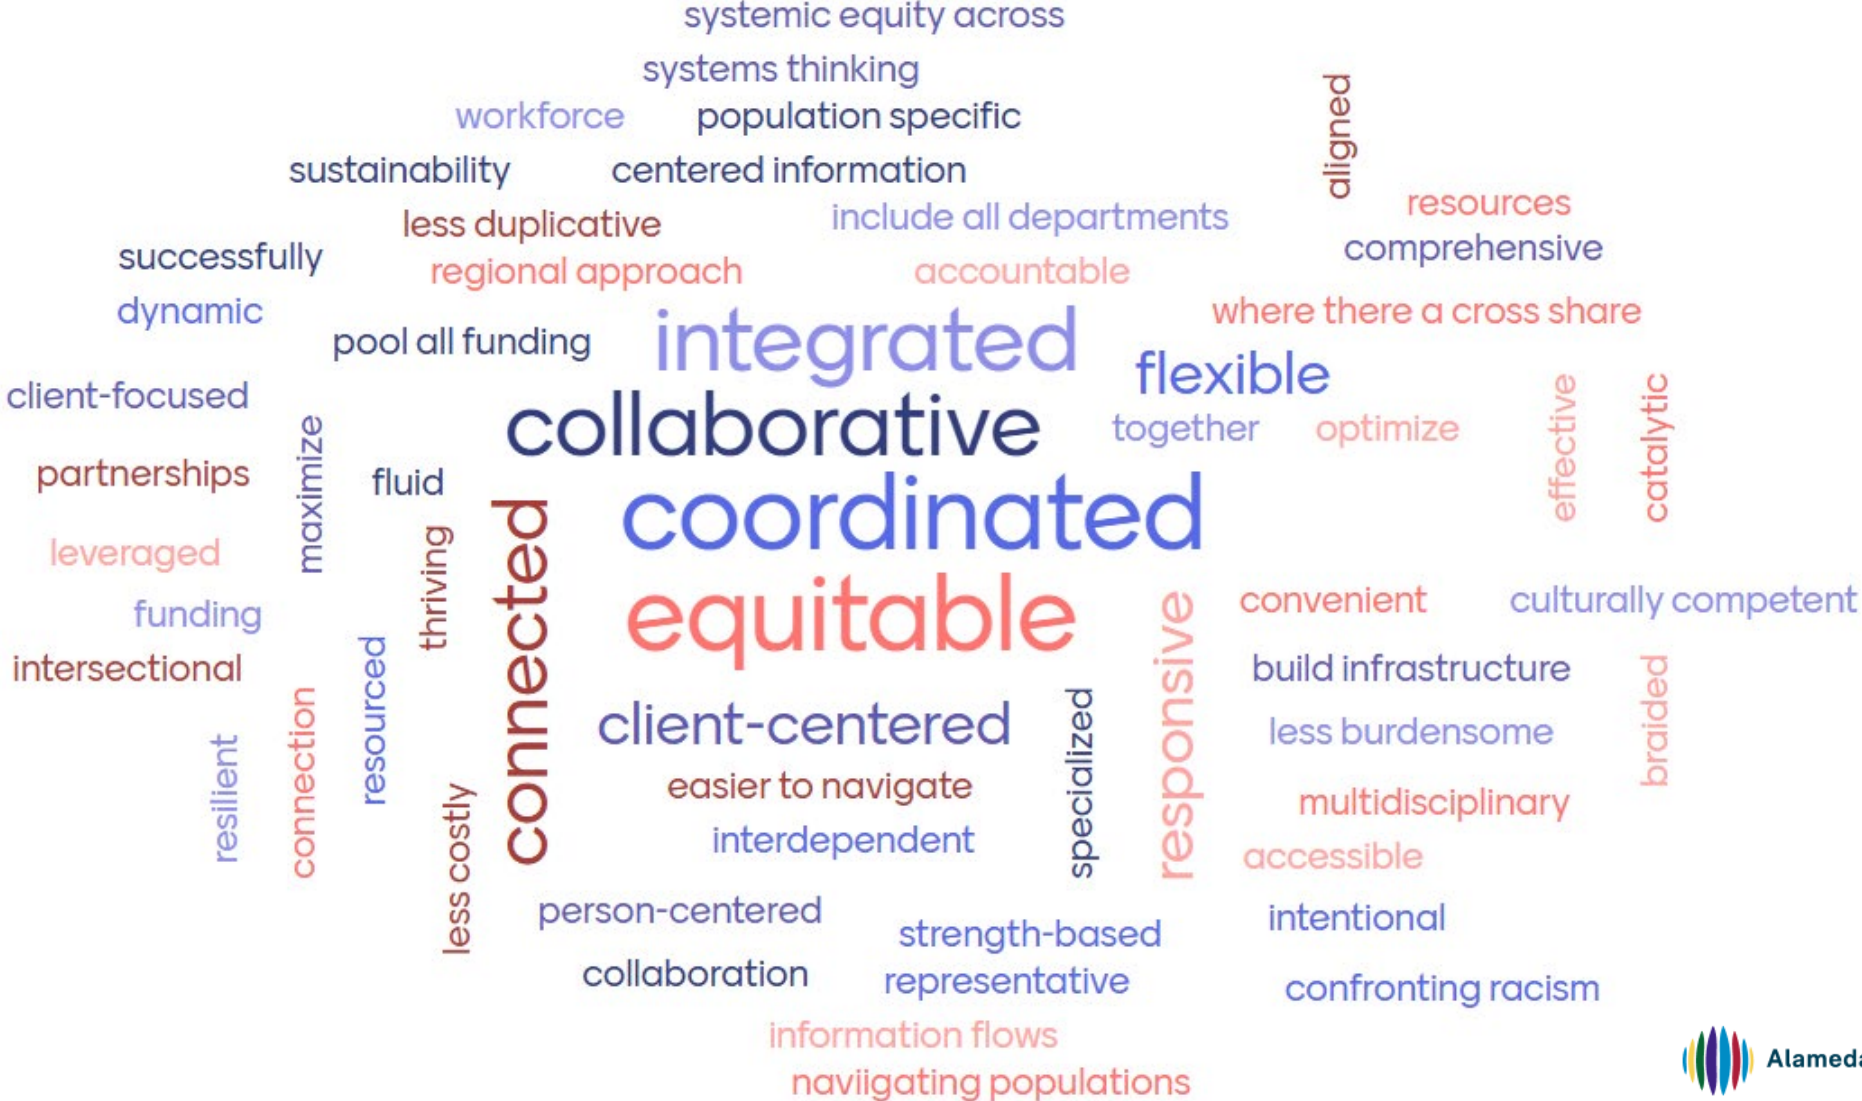 systemic equity across
systems thinking
workforce
population specific
aligned
sustainability
centered information
resources
less duplicative
include all departments
comprehensive
successfully
regional approach
accountable
dynamic
where there a cross share
pool all funding
integrated
flexible
client-focused
collaborative
together
optimize
effective
catalytic
partnerships
maximize
fluid
coordinated
leveraged
thriving
connected
equitable
funding
responsive
convenient
culturally competent
intersectional
resourced
build infrastructure
braided
connection
client-centered
specialized
less burdensome
resilient
easier to navigate
multidisciplinary
interdependent
accessible
less costly
person-centered
strength-based
intentional
collaboration
representative
confronting racism
information flows
Alameda
naviigating populations